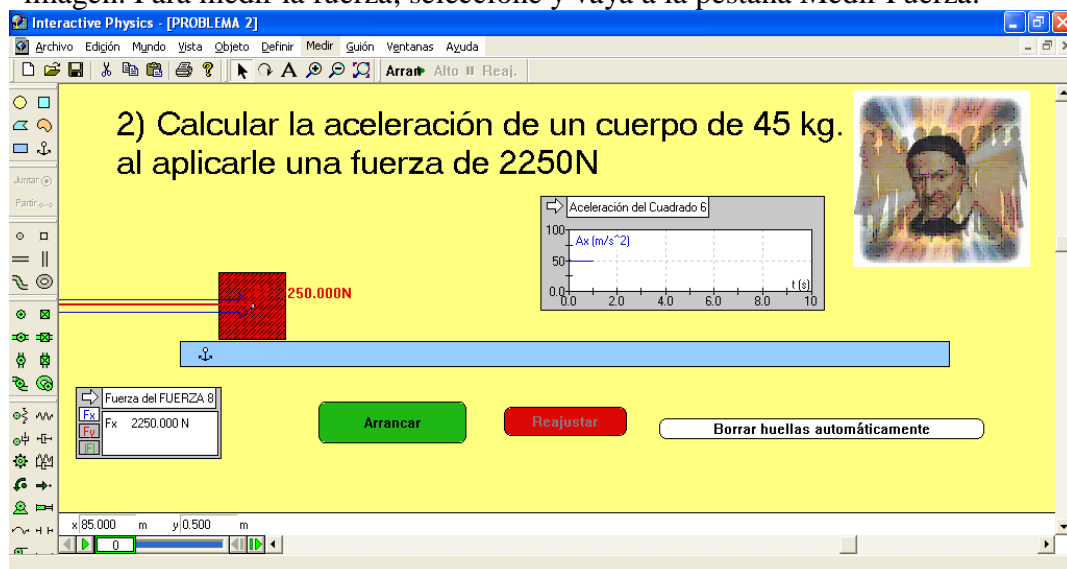 imagen. Para medir la fuerza, seleccione y vaya a la pestaña Medir Fuerza.
Interactive Physics - [PROBLEMA 2]
Archivo Edición Mundo Vista Objeto Definir Medir Guión Ventanas Ayuda
Arran Alto Reaj.
2) Calcular la aceleración de un cuerpo de 45 kg.
al aplicarle una fuerza de 2250N
Juntar
Partir
Aceleración del Cuadrado 6
100
Ax (m/s^2)
50
t (s)
0.0
0.0 2.0 4.0 6.0 8.0 10
250.000N
Fuerza del FUERZA 8
Fx
Fx 2250.000 N
Fy
|F|
Arrancar
Reajustar
Borrar huellas automáticamente
x 85.000 m y 0.500 m
0